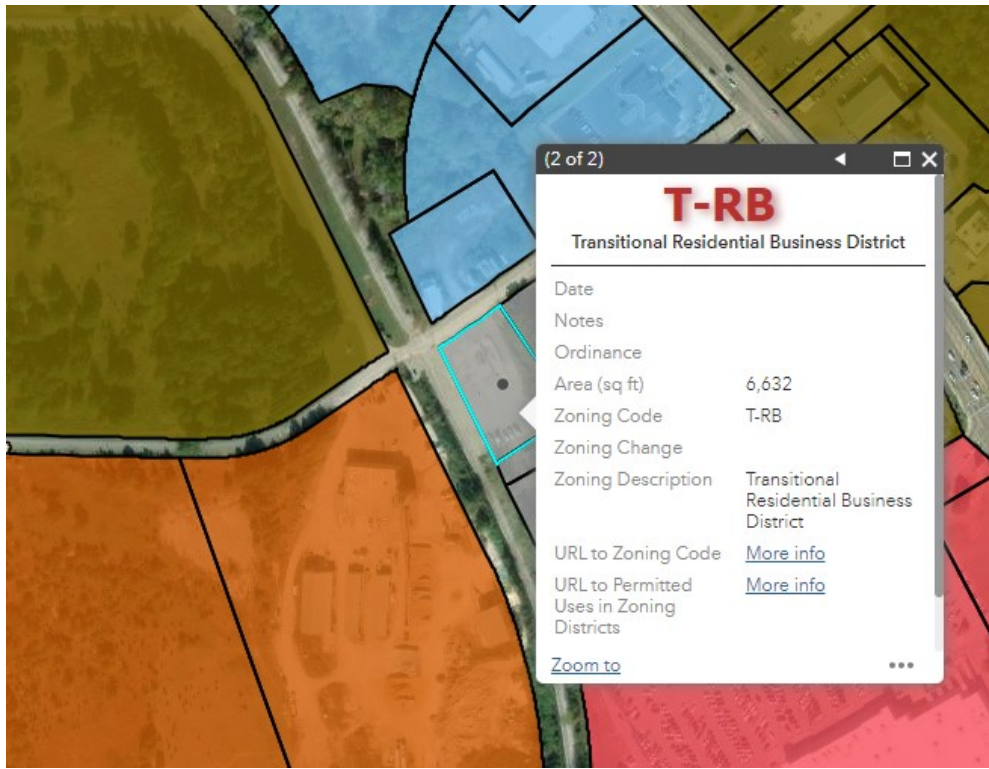 (2 of 2)
T-RB
Transitional Residential Business District
Date
Notes
Ordinance
Area (sq ft) 6,632
Zoning Code T-RB
Zoning Change
Zoning Description Transitional
Residential Business
District
URL to Zoning Code More info
URL to Permitted More info
Uses in Zoning
Districts
Zoom to